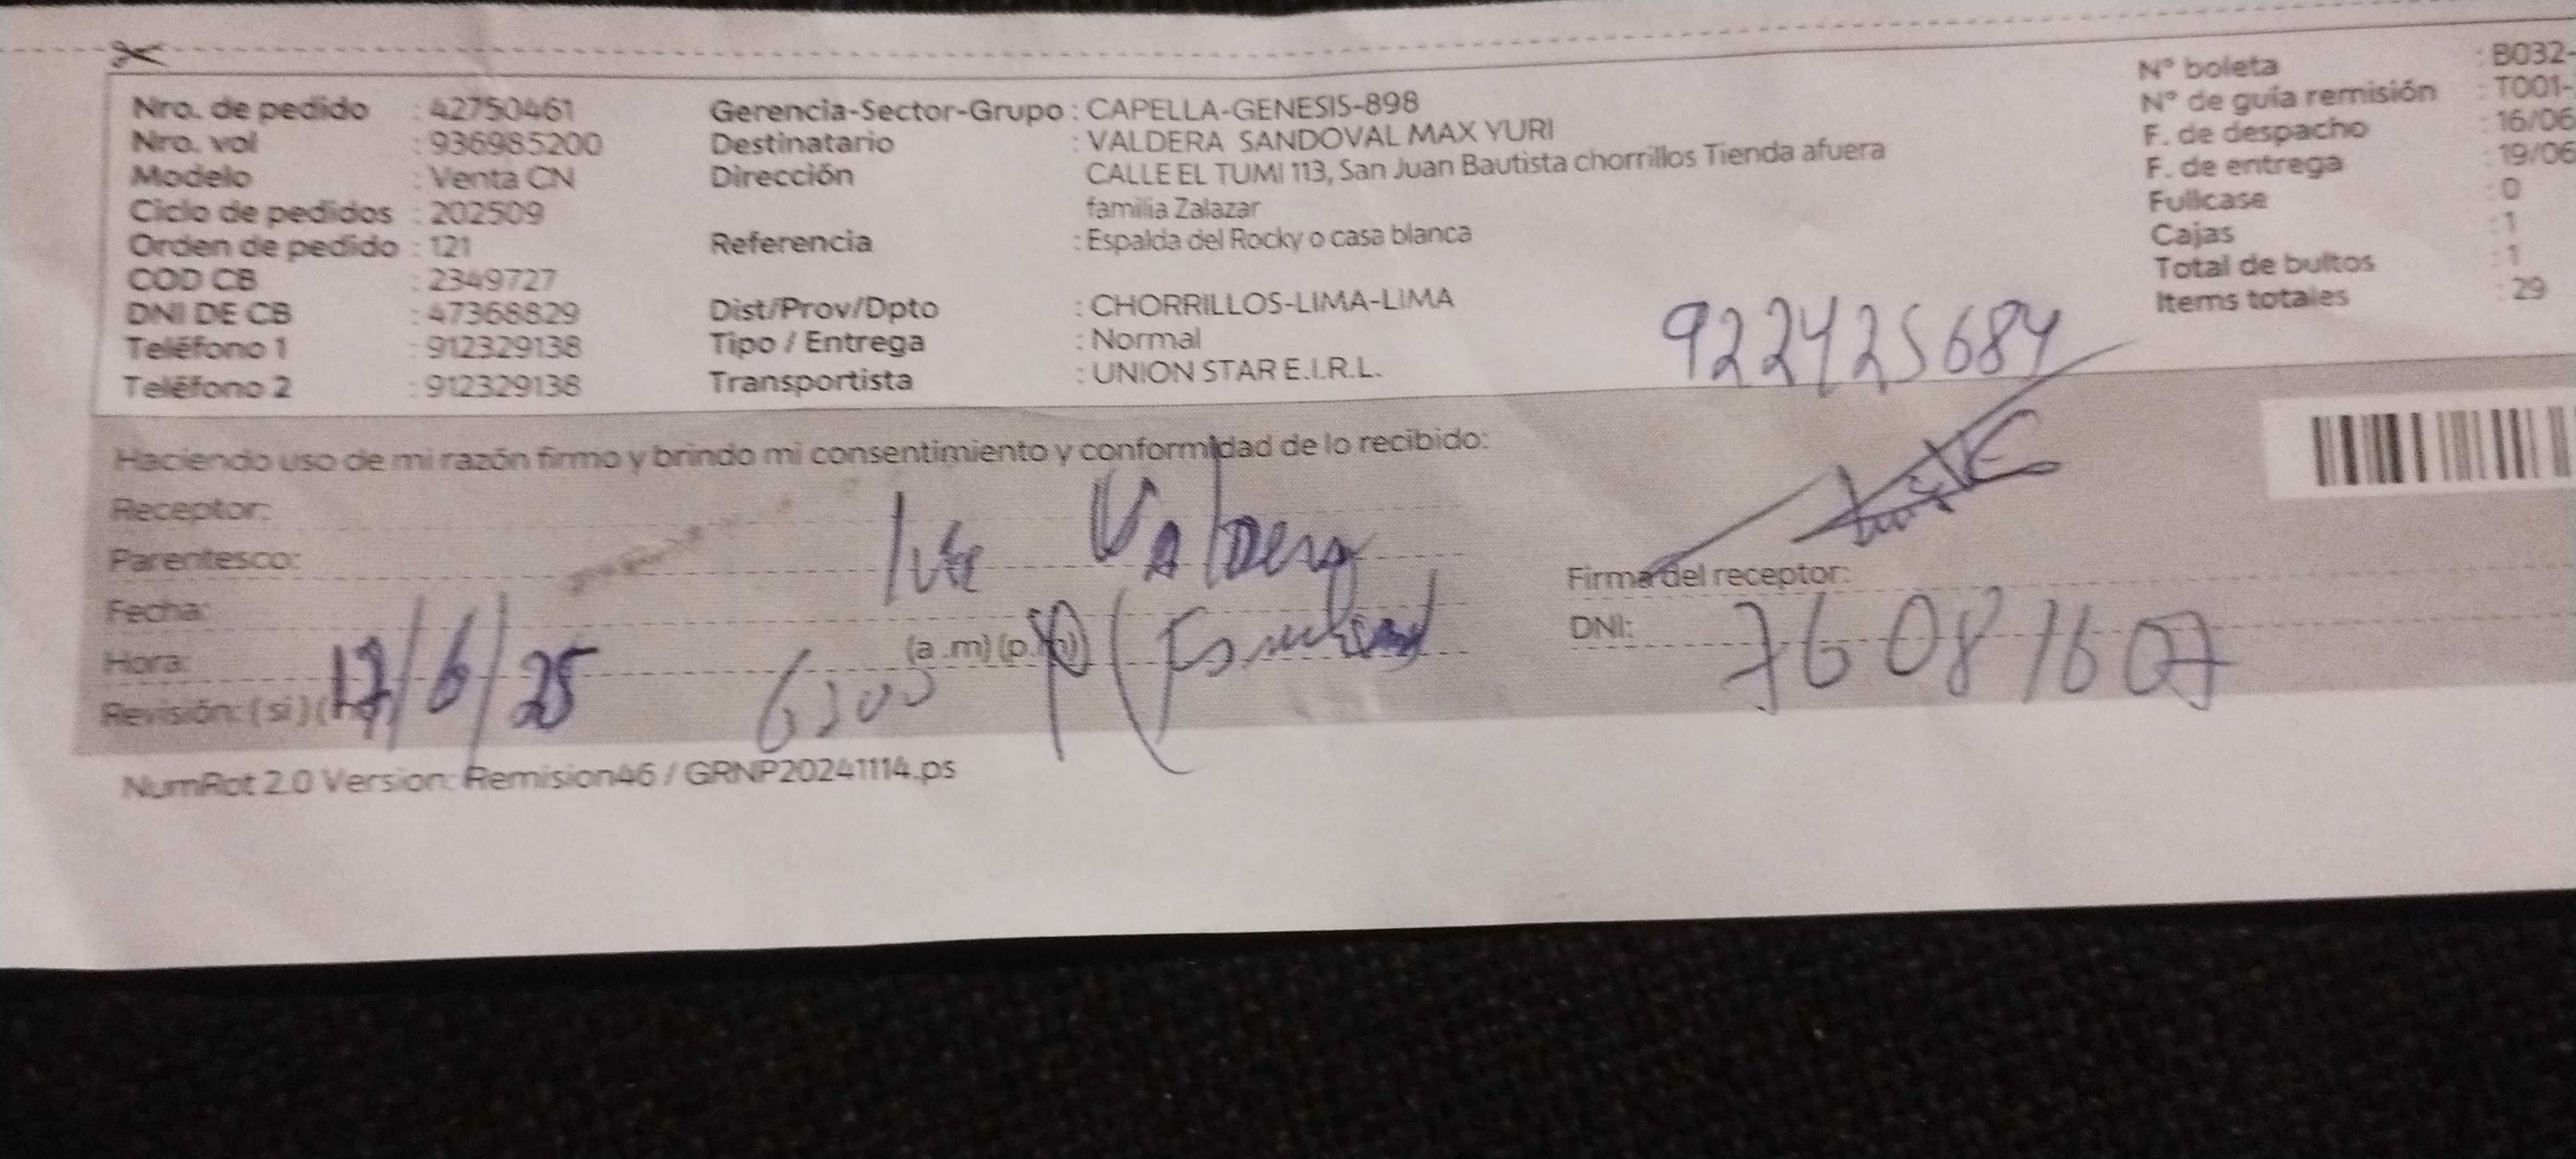 Nro. de pedido : 42750461
Nro. vol : 936985200
Modelo : Venta CN
Ciclo de pedidos : 202509
Orden de pedido : 121
COD CB : 2349727
DNI DE CB : 47368829
Teléfono 1 : 912329138
Teléfono 2 : 912329138
Gerencia-Sector-Grupo : CAPELLA-GENESIS-898
Destinatario : VALDERA SANDOVAL MAX YURI
Dirección : CALLE EL TUMI 113, San Juan Bautista chorrillos Tienda afuera
familia Zalazar
Referencia : Espalda del Rocky o casa blanca
Dist/Prov/Dpto : CHORRILLOS-LIMA-LIMA
Tipo / Entrega : Normal
Transportista : UNION STAR E.I.R.L.
N° boleta : B032-
N° de guía remisión : T001-
F. de despacho : 16/06
F. de entrega : 19/06
Fullcase : 0
Cajas : 1
Total de bultos : 1
Items totales : 29
922425684
Haciendo uso de mi razón firmo y brindo mi consentimiento y conformidad de lo recibido:
Receptor:
Parentesco: Valdera
Fecha:
Hora: (a.m) (p.m)
Revisión: (si) 17/6/25
Firma del receptor:
DNI: 76081607
NumRot 2.0 Version: Remision46 / GRNP20241114.ps